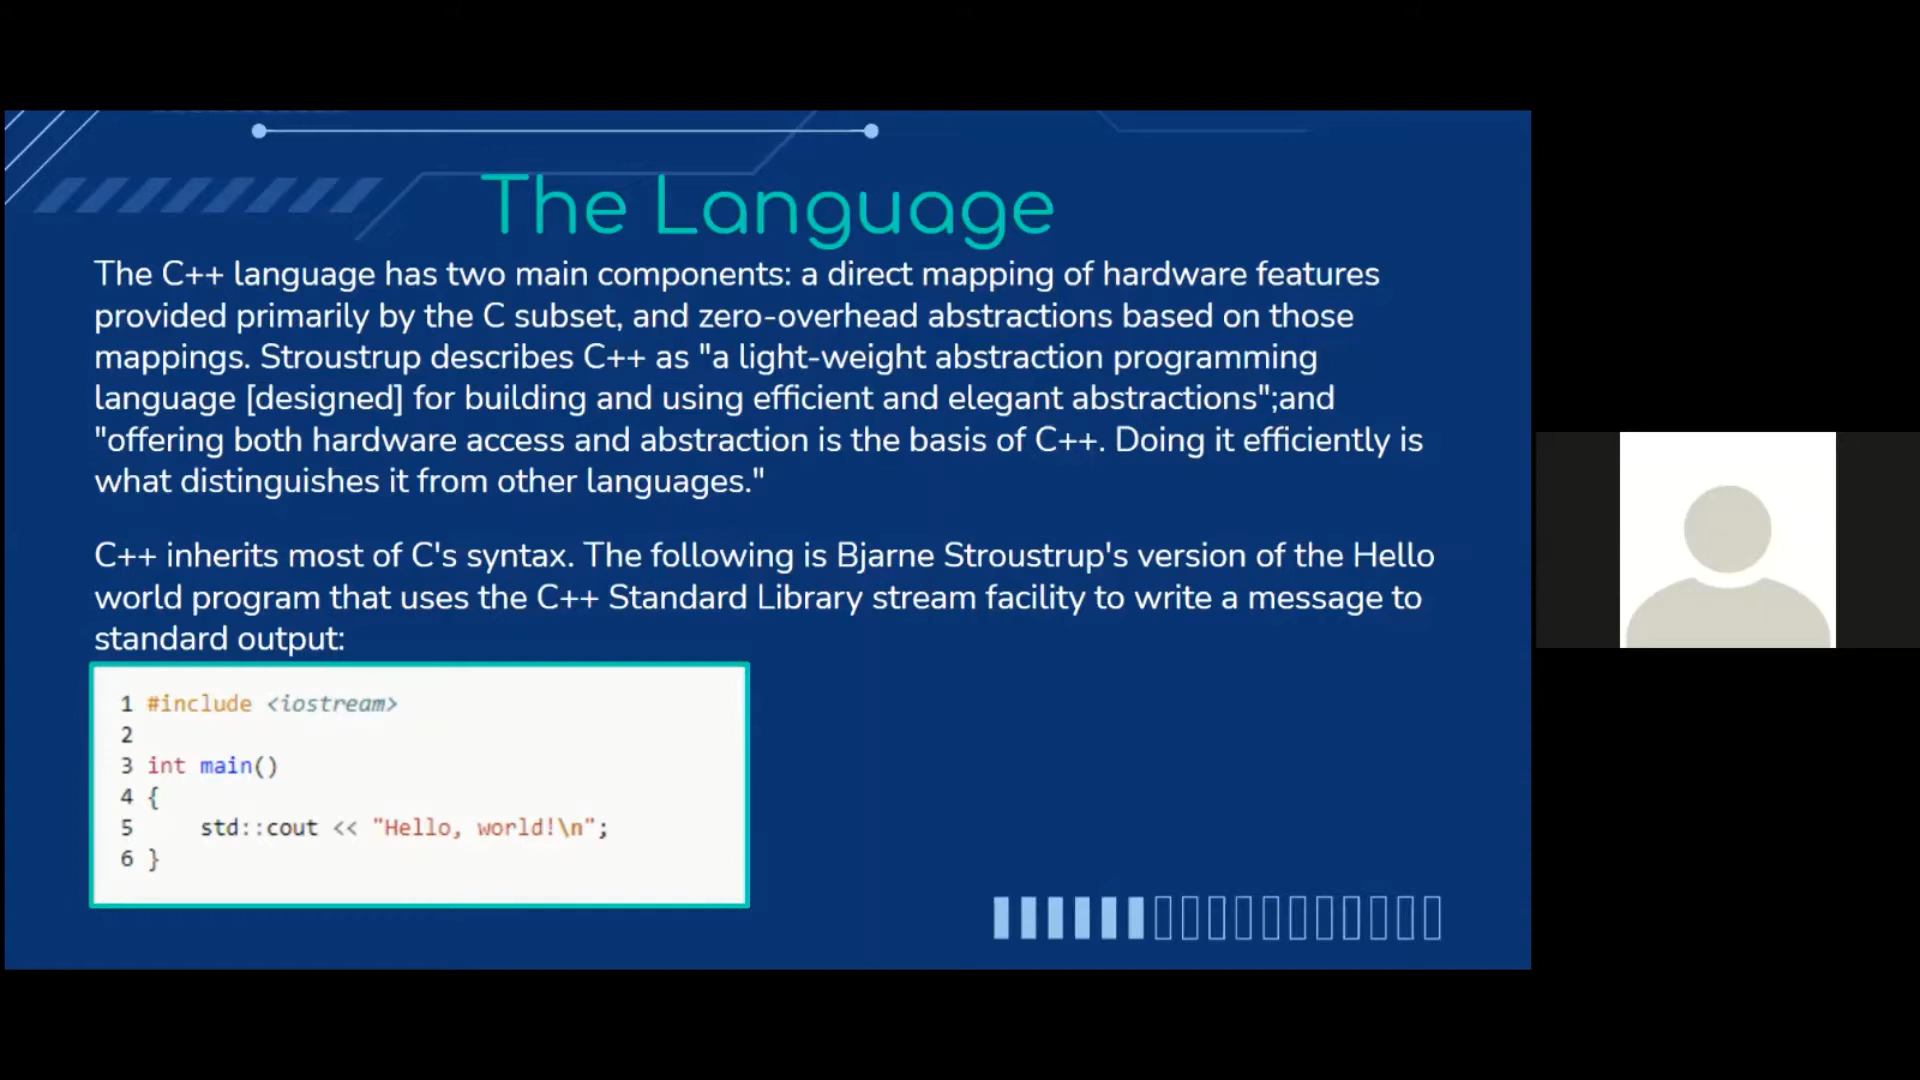 The Language
The C++ language has two main components: a direct mapping of hardware features
provided primarily by the C subset, and zero-overhead abstractions based on those
mappings. Stroustrup describes C++ as "a light-weight abstraction programming
language [designed] for building and using efficient and elegant abstractions";and
"offering both hardware access and abstraction is the basis of C++. Doing it efficiently is
what distinguishes it from other languages."
C++ inherits most of C's syntax. The following is Bjarne Stroustrup's version of the Hello
world program that uses the C++ Standard Library stream facility to write a message to
standard output:
1 #include <iostream>
2
3 int main()
4 {
5     std::cout << "Hello, world!\n";
6 }